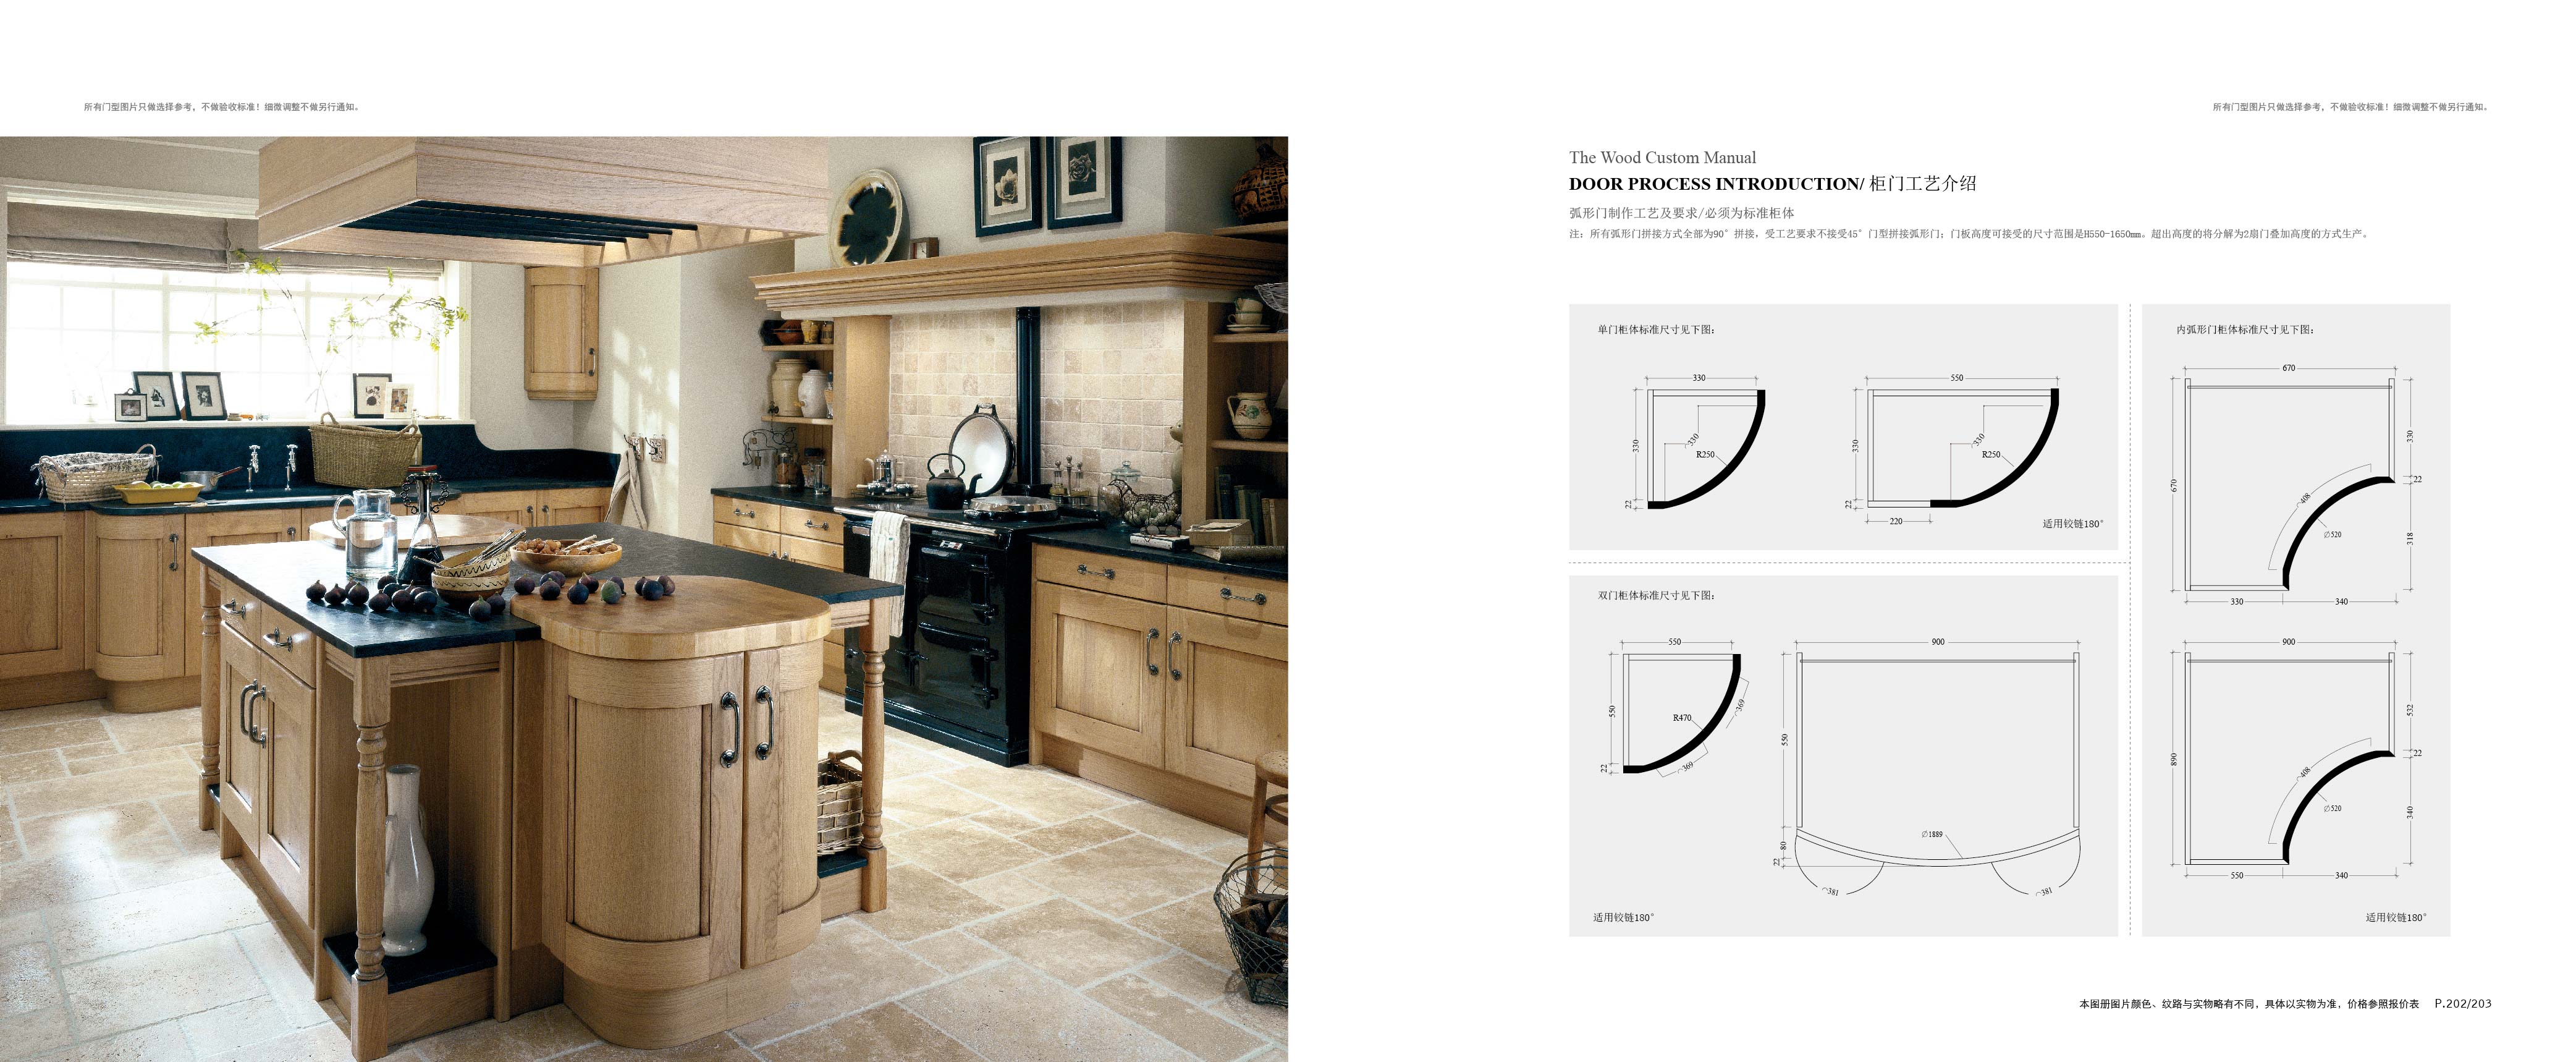 所有门型图片只做选择参考，不做验收标准！细微调整不做另行通知。
所有门型图片只做选择参考，不做验收标准！细微调整不做另行通知。
The Wood Custom Manual
DOOR PROCESS INTRODUCTION/ 柜门工艺介绍
弧形门制作工艺及要求/必须为标准柜体
注：所有弧形门拼接方式全部为90°拼接，受工艺要求不接受45°门型拼接弧形门；门板高度可接受的尺寸范围是H550-1650mm。超出高度的将分解为2扇门叠加高度的方式生产。
单门柜体标准尺寸见下图：
330
330
330
R250
22
550
330
330
R250
22
220
适用铰链180°
双门柜体标准尺寸见下图：
550
550
R470
⌒369
⌒369
22
900
550
∅1889
80
22
⌒381
⌒381
适用铰链180°
内弧形门柜体标准尺寸见下图：
670
670
330
22
⌒408
∅520
318
330
340
900
890
532
22
⌒408
∅520
340
550
340
适用铰链180°
本图册图片颜色、纹路与实物略有不同，具体以实物为准，价格参照报价表 P.202/203